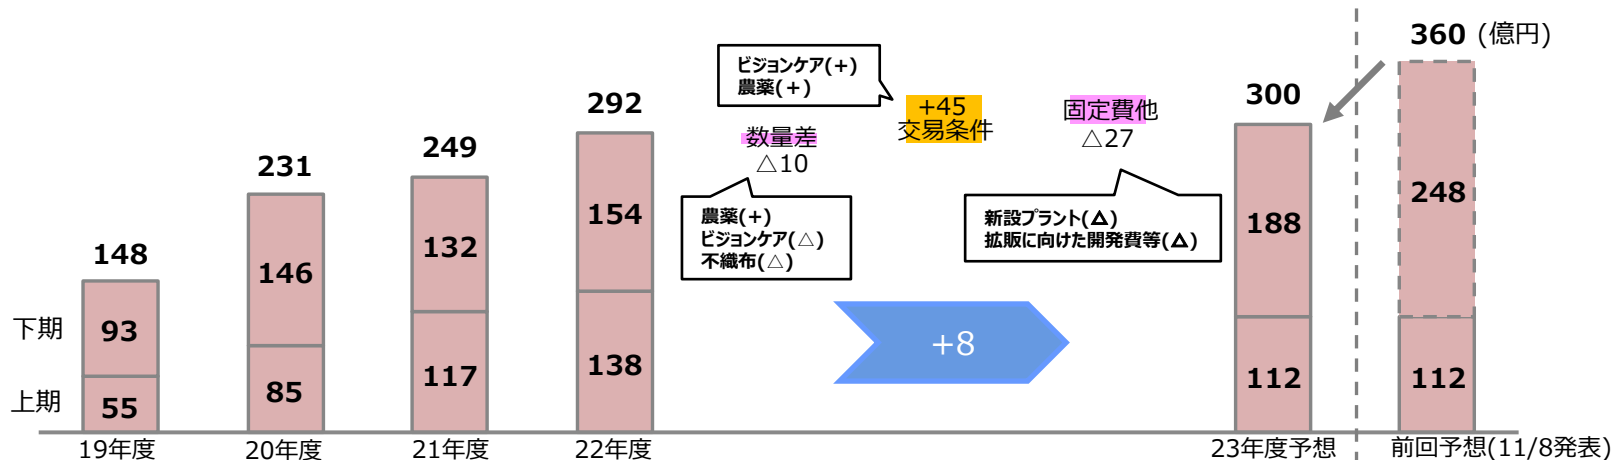 360 (億円)
ビジョンケア(+)
農薬(+)
+45
交易条件
固定費他
△27
300
292
数量差
△10
249
231
148
農薬(+)
ビジョンケア(△)
不織布(△)
新設プラント(△)
拡販に向けた開発費等(△)
154
188
248
132
146
93
下期
+8
138
112
112
117
85
55
上期
19年度
20年度
21年度
22年度
23年度予想
前回予想(11/8発表)